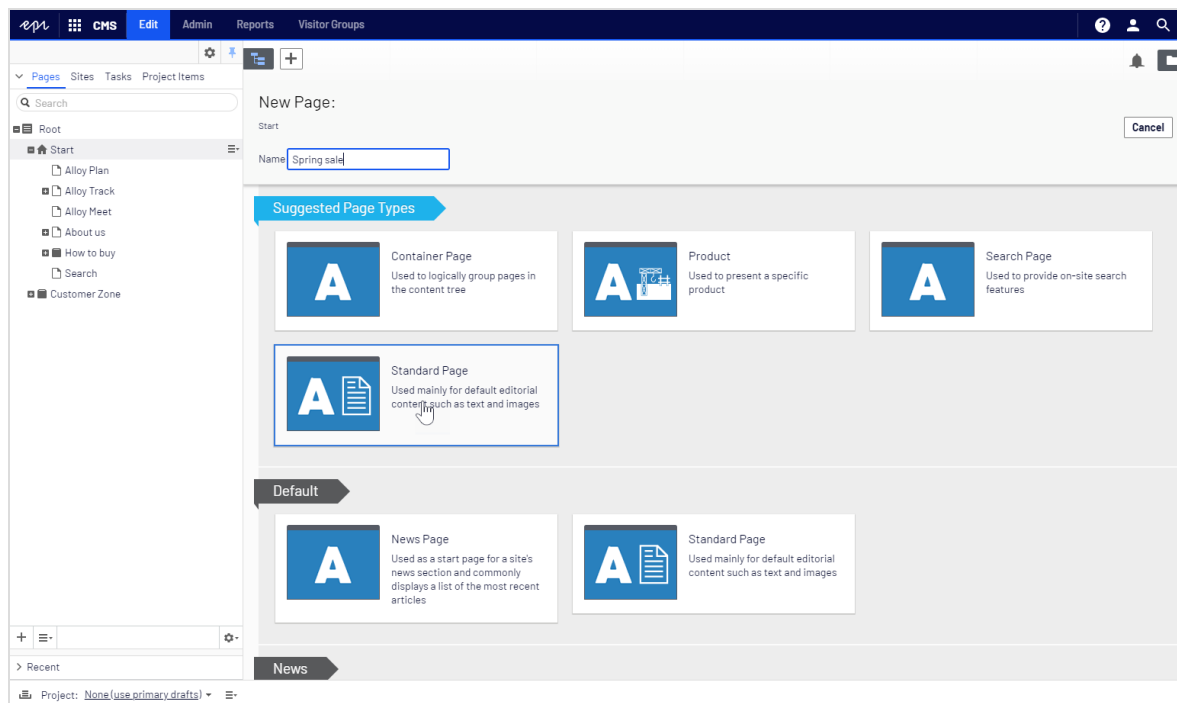 epi CMS Edit Admin Reports Visitor Groups
Pages Sites Tasks Project Items
Search
Root
Start
Alloy Plan
Alloy Track
Alloy Meet
About us
How to buy
Search
Customer Zone
Recent
Project: None (use primary drafts)
New Page:
Start
Cancel
Name Spring sale
Suggested Page Types
A
Container Page
Used to logically group pages in
the content tree
A
Product
Used to present a specific
product
A
Search Page
Used to provide on-site search
features
A
Standard Page
Used mainly for default editorial
content such as text and images
Default
A
News Page
Used as a start page for a site's
news section and commonly
displays a list of the most recent
articles
A
Standard Page
Used mainly for default editorial
content such as text and images
News